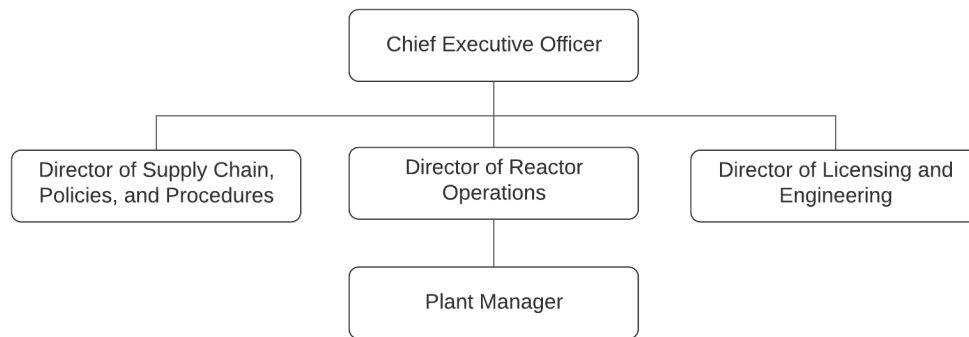 Chief Executive Officer
Director of Supply Chain,
Policies, and Procedures
Director of Reactor
Operations
Director of Licensing and
Engineering
Plant Manager